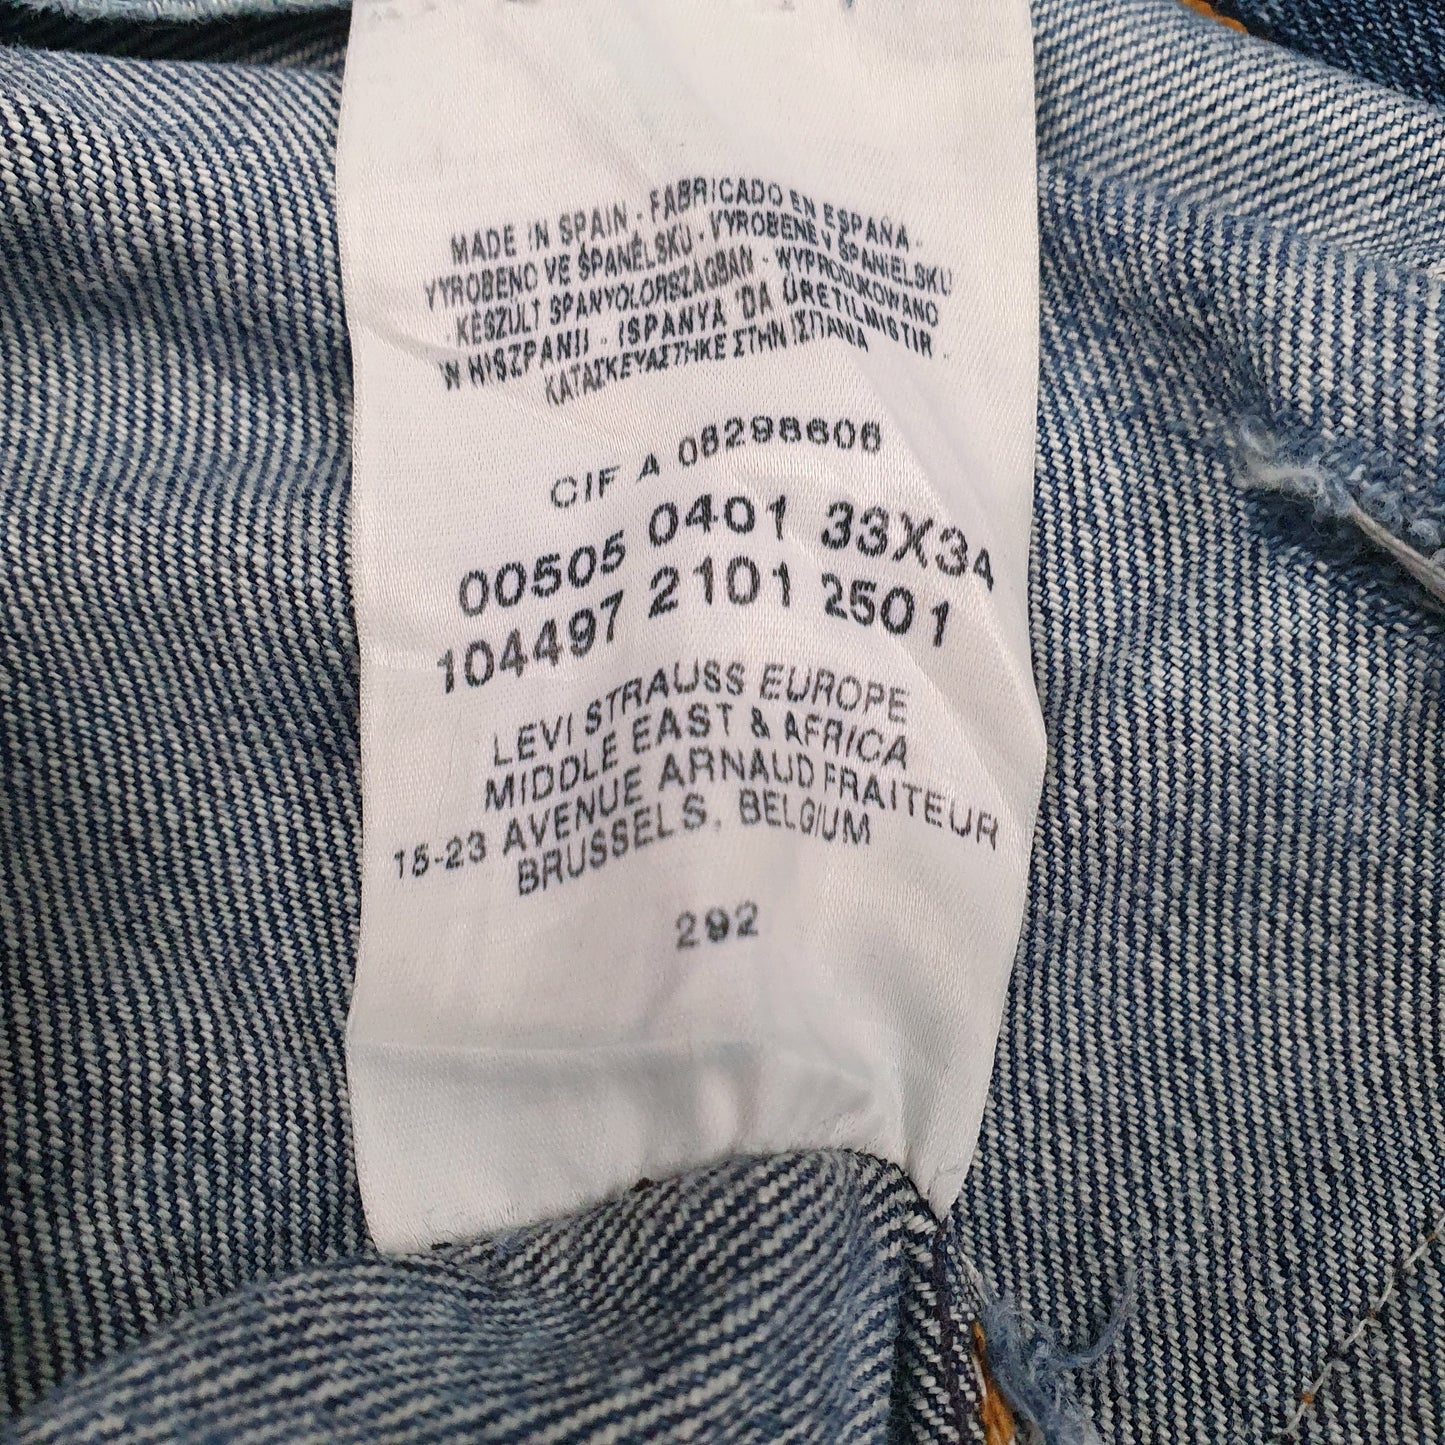 MADE IN SPAIN - FABRICADO EN ESPAÑA -
VYROBENO VE ŠPANĚLSKU - VYROBENÉ V ŠPANIELSKU
- KÉSZÜLT SPANYOLORSZÁGBAN - WYPRODUKOWANO
W HISZPANII - ISPANYA 'DA ÜRETILMISTIR -
ΚΑΤΑΣΚΕΥΑΣΤΗΚΕ ΣΤΗΝ ΙΣΠΑΝΙΑ
CIF A 08298606
00505 0401 33X34
104497 2101 2501
LEVI STRAUSS EUROPE
MIDDLE EAST & AFRICA
15-23 AVENUE ARNAUD FRAITEUR
BRUSSELS, BELGIUM
292